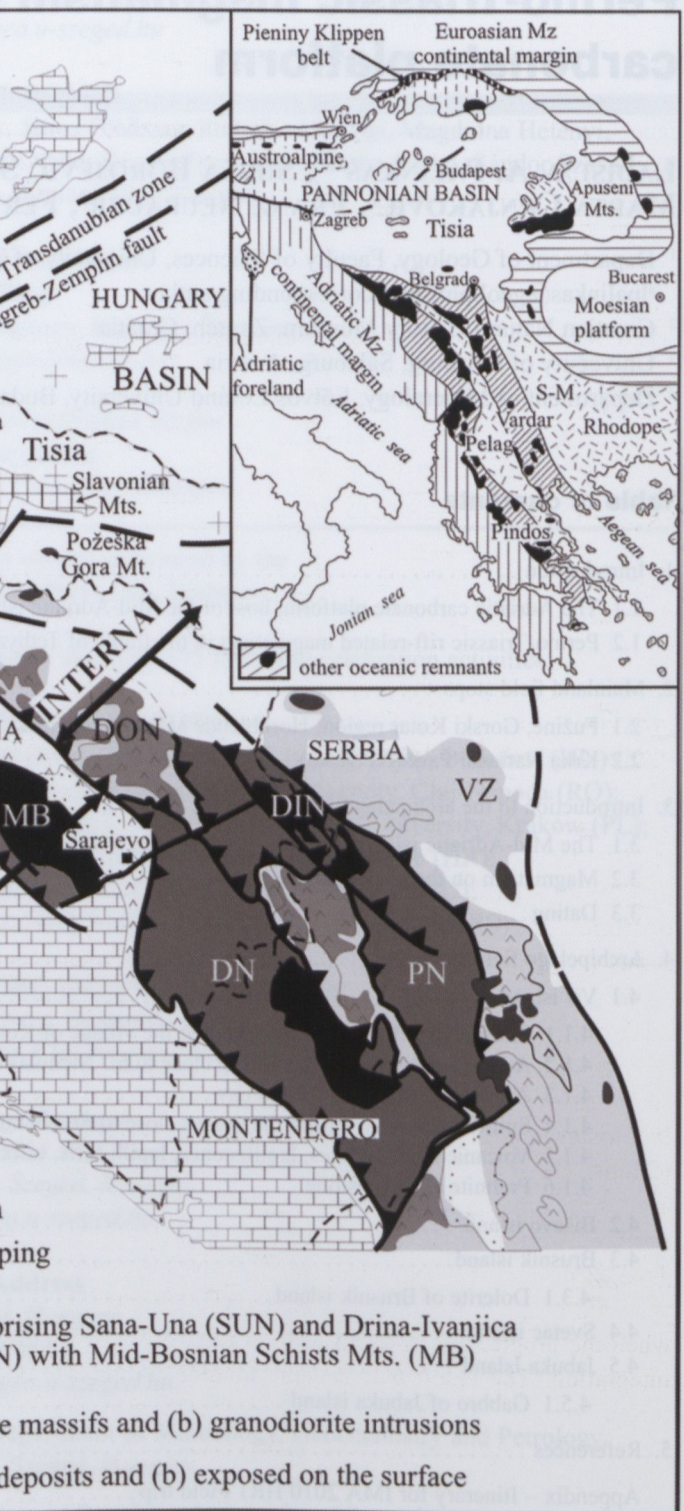 Pieniny Klippen
belt
Euroasian Mz
continental margin
Wien
Austroalpine
Budapest
PANNONIAN BASIN
Apuseni
Mts.
Zagreb
Tisia
Belgrade
Bucarest
Moesian
platform
Adriatic Mz
continental margin
Adriatic
foreland
Adriatic sea
S-M
Vardar
Rhodope
Pelag
Pindos
Aegean sea
Ionian sea
other oceanic remnants
Transdanubian zone
greb-Zemplin fault
HUNGARY
BASIN
Tisia
Slavonian
Mts.
Požeška
Gora Mt.
INTERNAL
DON
SERBIA
VZ
DIN
MB
Sarajevo
DN
PN
MONTENEGRO
ping
rising Sana-Una (SUN) and Drina-Ivanjica
N) with Mid-Bosnian Schists Mts. (MB)
e massifs and (b) granodiorite intrusions
deposits and (b) exposed on the surface